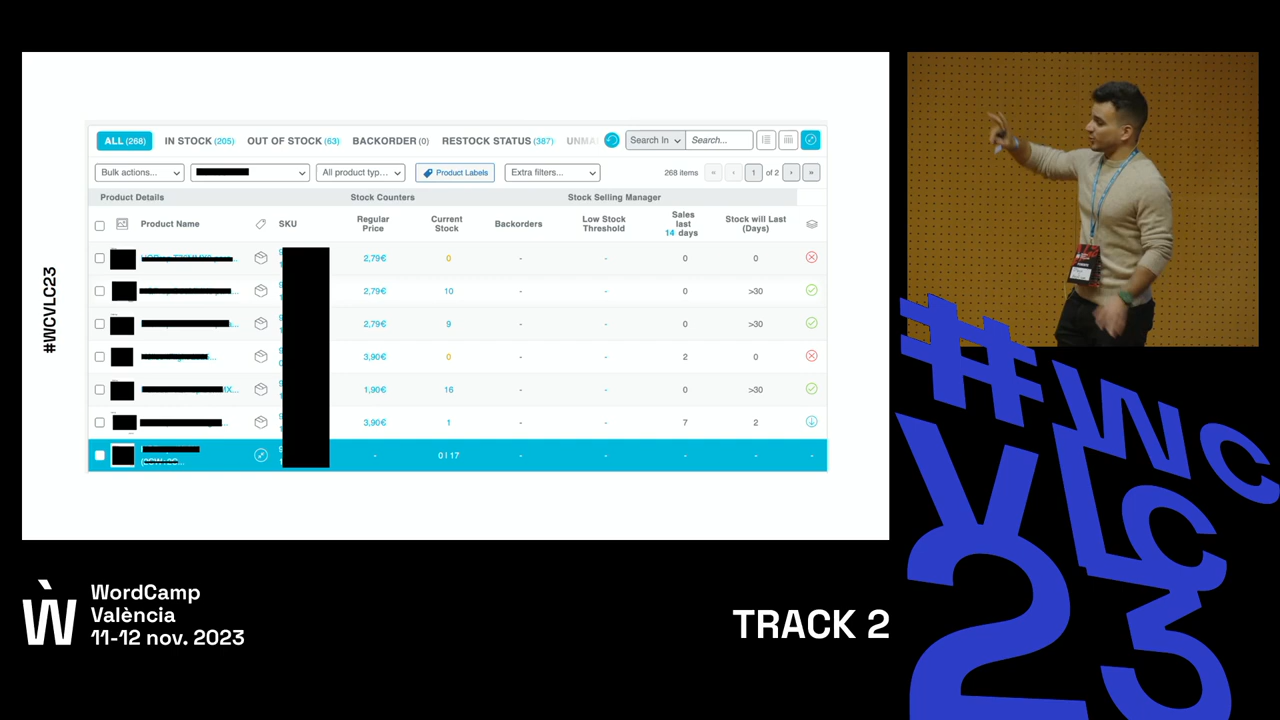 #WCVLC23
ALL (268) IN STOCK (205) OUT OF STOCK (63) BACKORDER (0) RESTOCK STATUS (387) UNMA Search In Search...
Bulk actions... All product typ... Product Labels Extra filters... 268 items « ‹ 1 of 2 › »
Product Details Stock Counters Stock Selling Manager
Product Name SKU Regular Price Current Stock Backorders Low Stock Threshold Sales last 14 days Stock will Last (Days)
2,79€ 0 - - 0 0
2,79€ 10 - - 0 >30
2,79€ 9 - - 0 >30
3,90€ 0 - - 2 0
1,90€ 16 - - 0 >30
3,90€ 1 - - 7 2
- 0 | 17 - - - - -
WordCamp
València
11-12 nov. 2023
TRACK 2
#WC
VLC
23